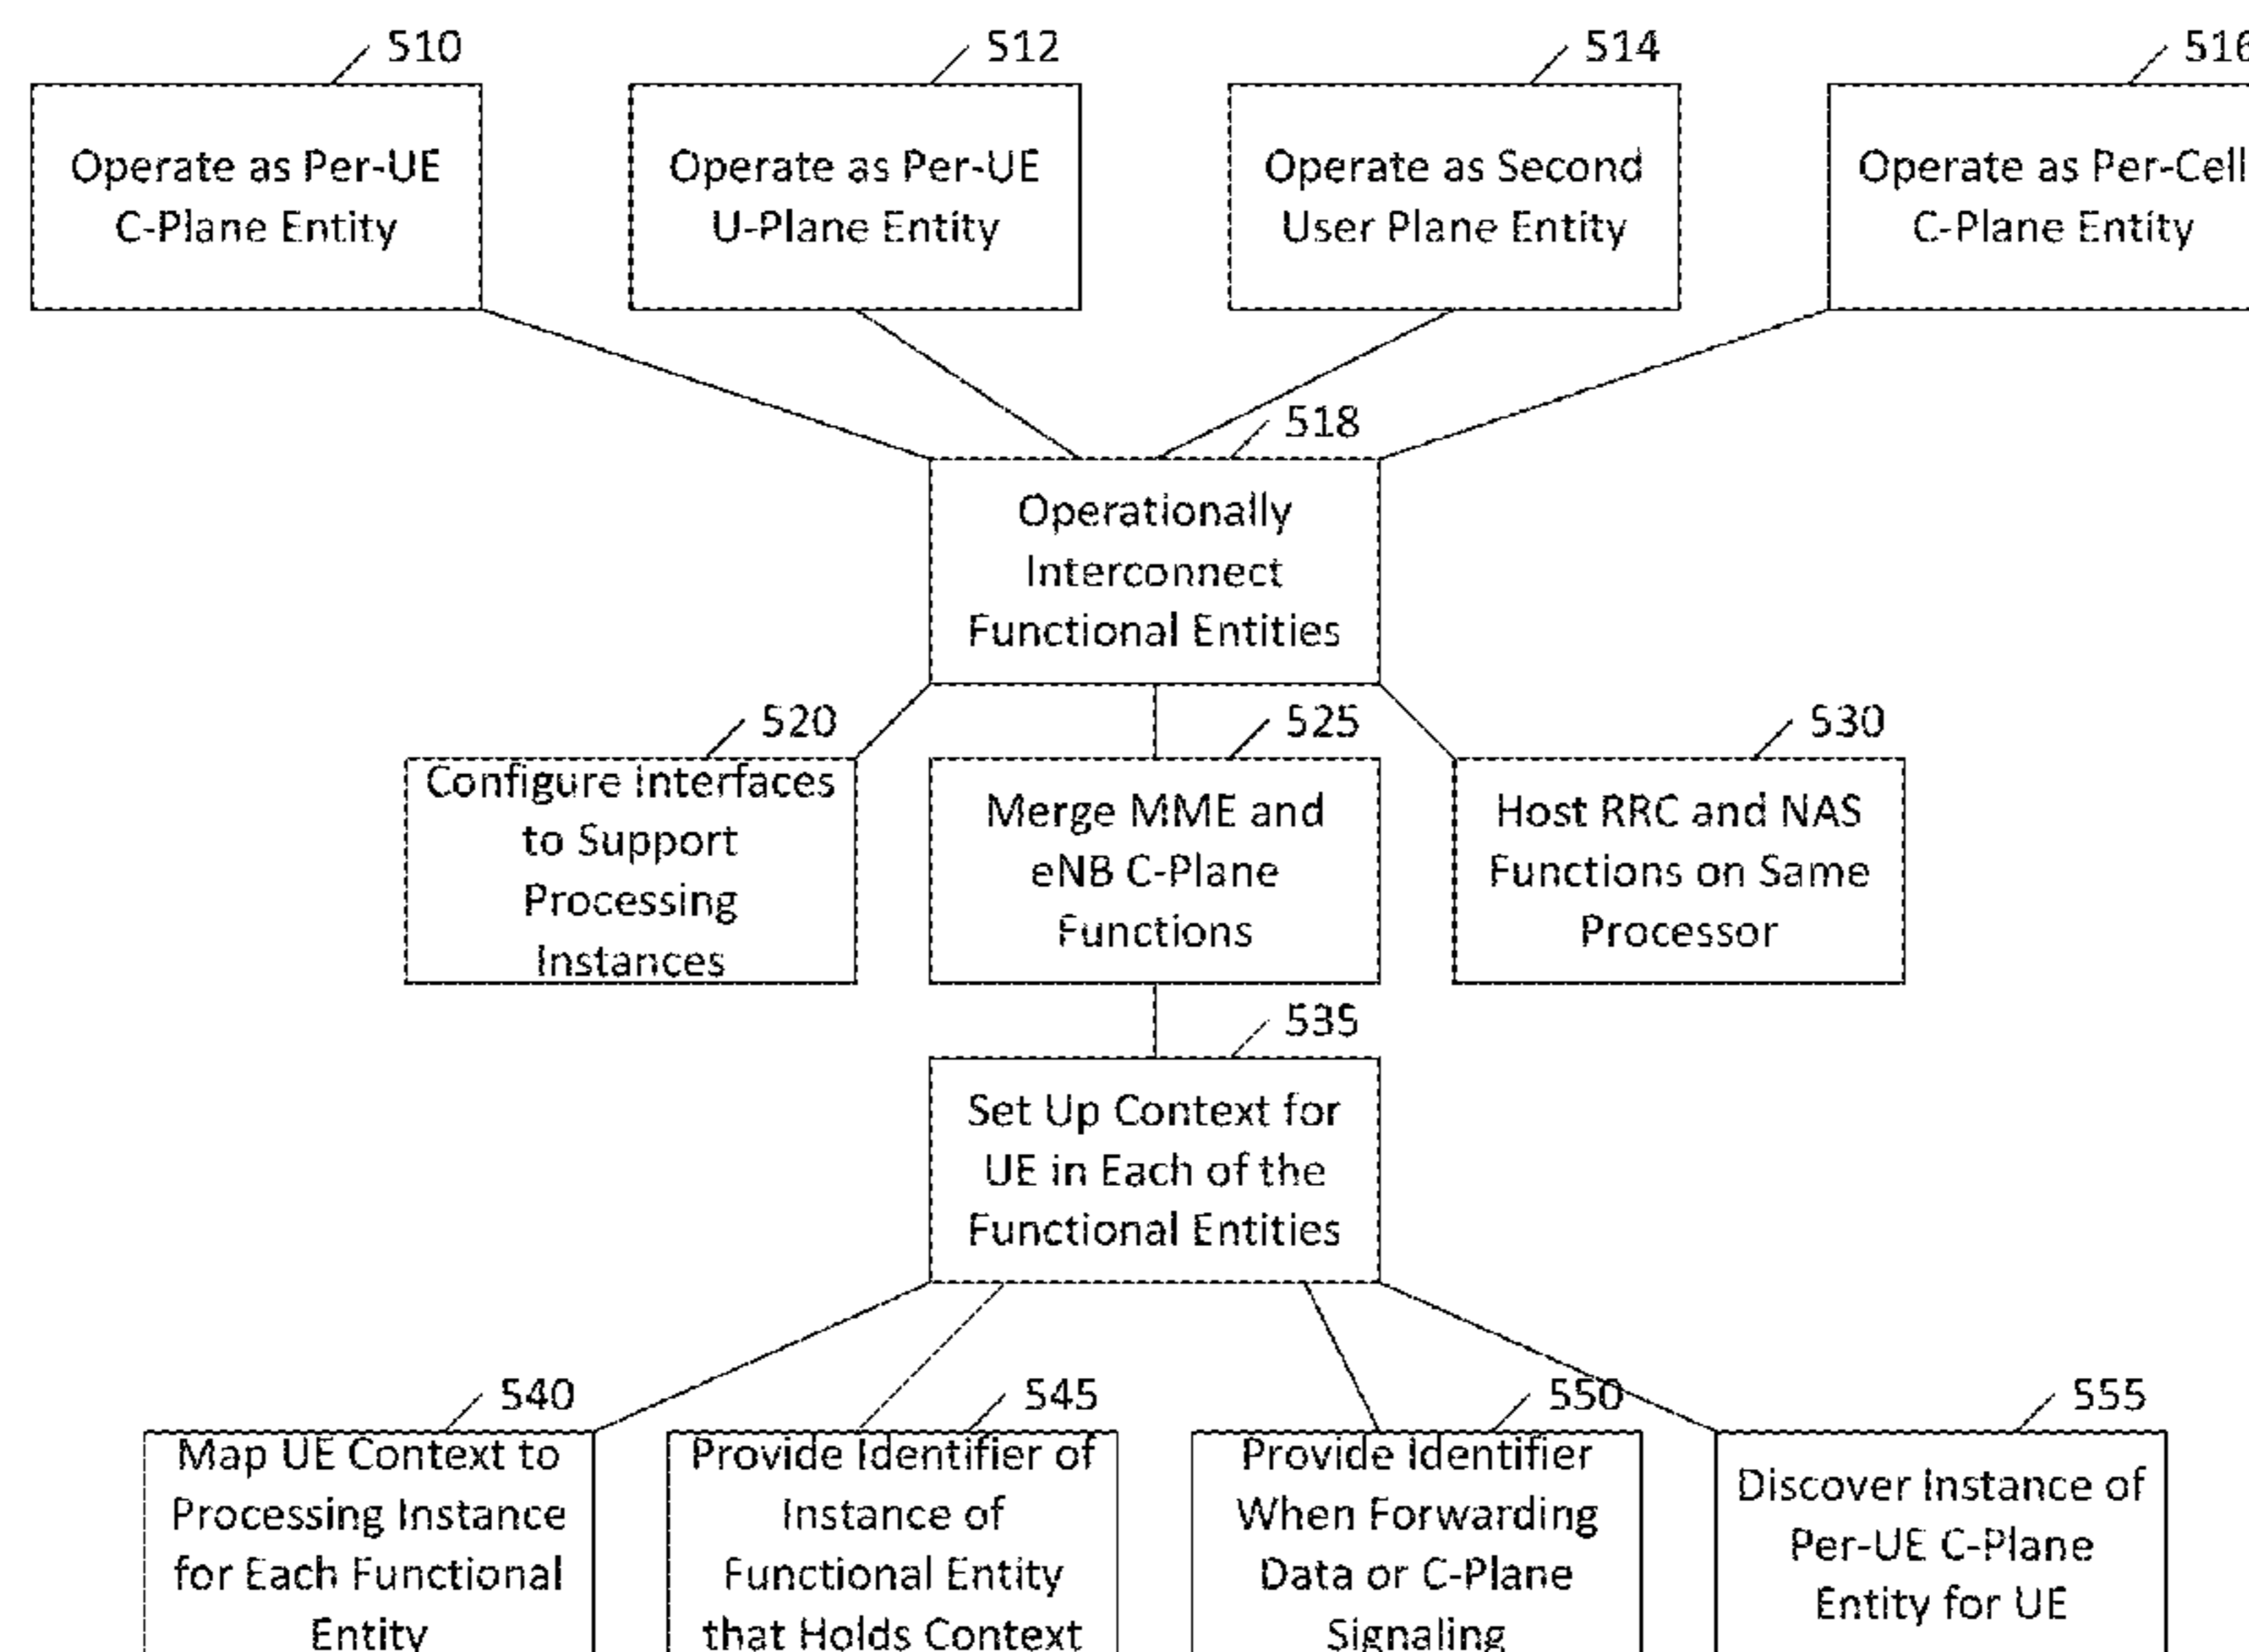 510
Operate as Per-UE
C-Plane Entity
512
Operate as Per-UE
U-Plane Entity
514
Operate as Second
User Plane Entity
516
Operate as Per-Cell
C-Plane Entity
518
Operationally
Interconnect
Functional Entities
520
Configure Interfaces
to Support
Processing
Instances
525
Merge MME and
eNB C-Plane
Functions
530
Host RRC and NAS
Functions on Same
Processor
535
Set Up Context for
UE in Each of the
Functional Entities
540
Map UE Context to
Processing Instance
for Each Functional
Entity
545
Provide Identifier of
Instance of
Functional Entity
that Holds Context
550
Provide Identifier
When Forwarding
Data or C-Plane
Signaling
555
Discover Instance of
Per-UE C-Plane
Entity for UE